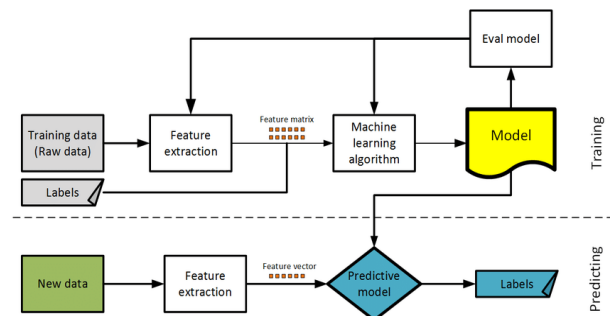 Eval model
Training data
(Raw data)
Feature
extraction
Feature matrix
Machine
learning
algorithm
Model
Training
Labels
New data
Feature
extraction
Feature vector
Predictive
model
Labels
Predicting